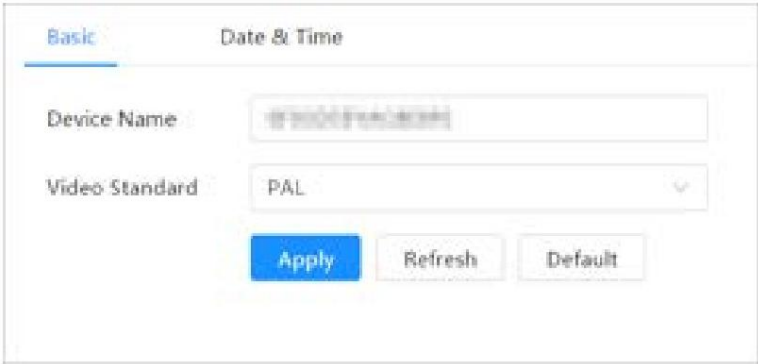 Basic Date & Time
Device Name
Video Standard PAL
Apply Refresh Default